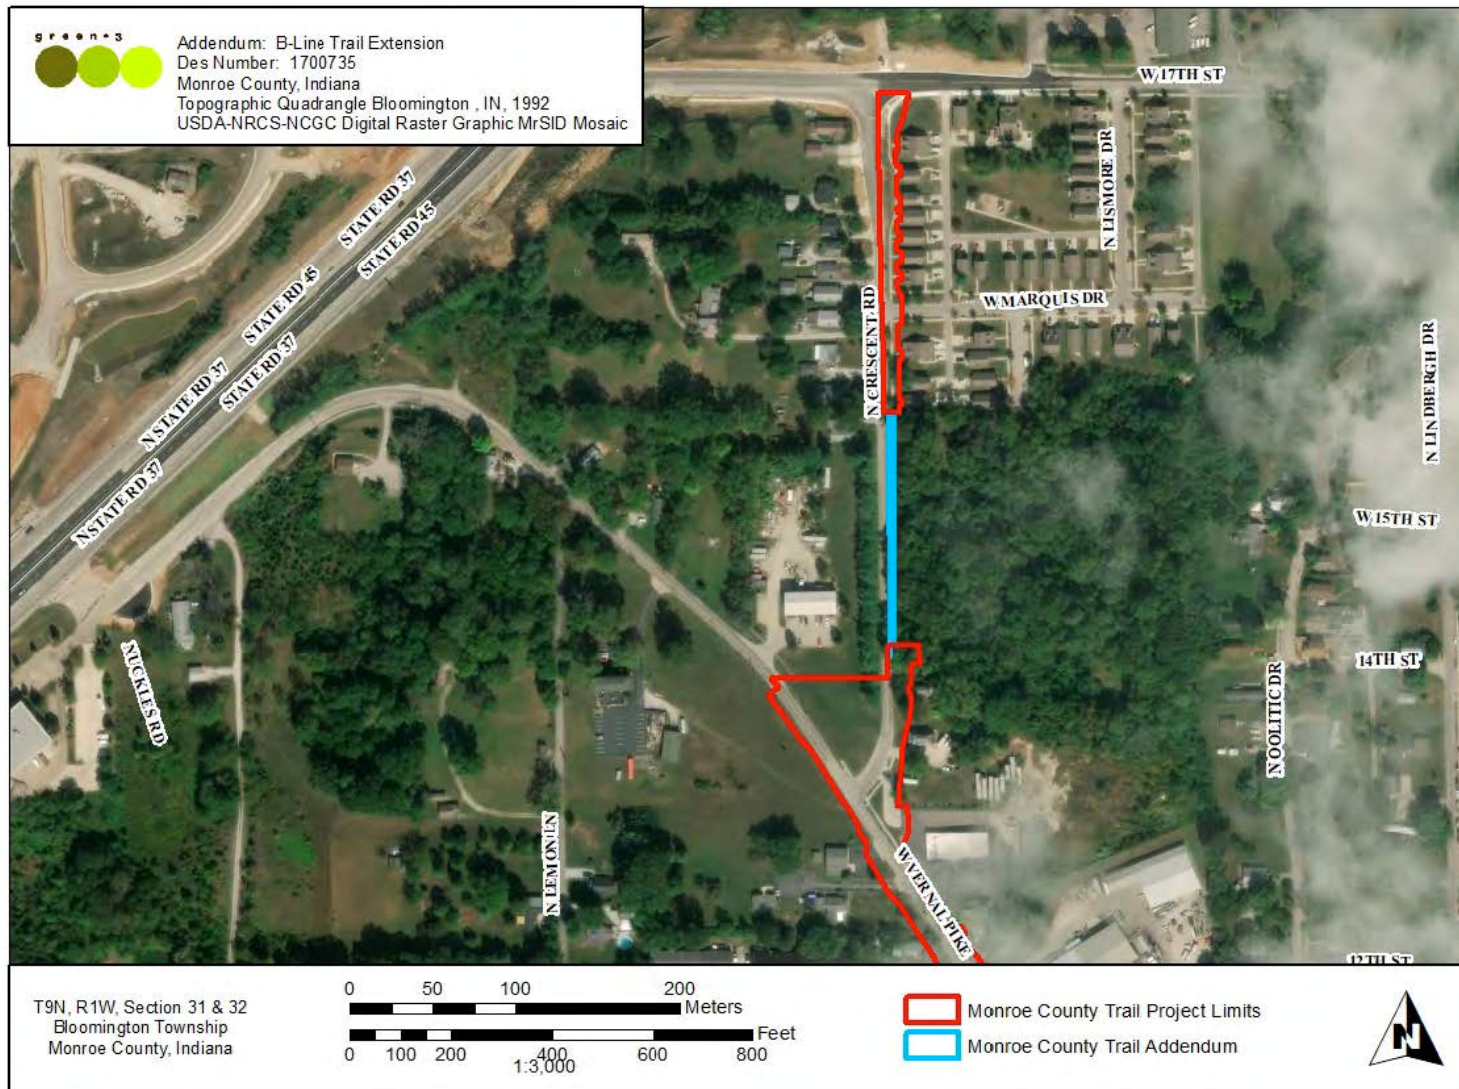 green3
Addendum: B-Line Trail Extension
Des Number: 1700735
Monroe County, Indiana
Topographic Quadrangle Bloomington , IN, 1992
USDA-NRCS-NCGC Digital Raster Graphic MrSID Mosaic
W 17TH ST
STATE RD 37
STATE RD 45
N LISMORE DR
STATE RD 45
STATE RD 37
W MARQUIS DR
N CRESCENT RD
N LINDBERGH DR
N STATE RD 37
N STATE RD 37
W 15TH ST
NUCKLES RD
14TH ST
N OOLITIC DR
N LEMON LN
W VERNAL PIKE
12TH ST
T9N, R1W, Section 31 & 32
Bloomington Township
Monroe County, Indiana
0 50 100 200
Meters
Feet
0 100 200 400 600 800
1:3,000
Monroe County Trail Project Limits
Monroe County Trail Addendum
N